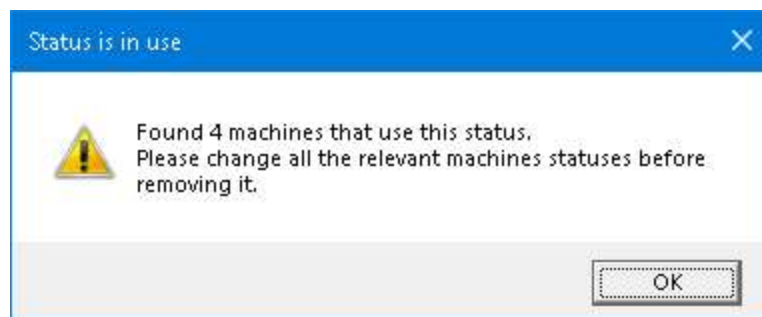 Status is in use
Found 4 machines that use this status.
Please change all the relevant machines statuses before
removing it.
OK